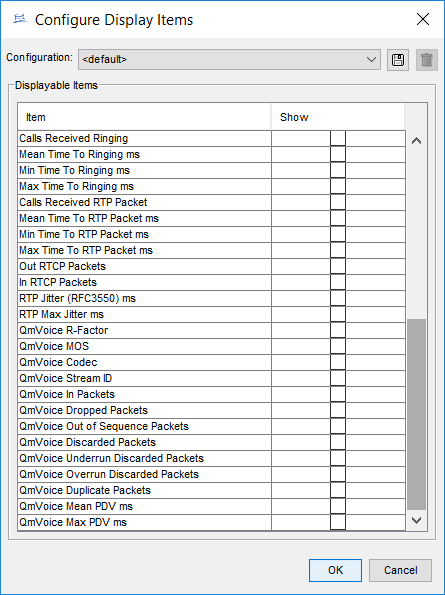 Configure Display Items
Configuration: <default>
Displayable Items
Item Show
Calls Received Ringing
Mean Time To Ringing ms
Min Time To Ringing ms
Max Time To Ringing ms
Calls Received RTP Packet
Mean Time To RTP Packet ms
Min Time To RTP Packet ms
Max Time To RTP Packet ms
Out RTCP Packets
In RTCP Packets
RTP Jitter (RFC3550) ms
RTP Max Jitter ms
QmVoice R-Factor
QmVoice MOS
QmVoice Codec
QmVoice Stream ID
QmVoice In Packets
QmVoice Dropped Packets
QmVoice Out of Sequence Packets
QmVoice Discarded Packets
QmVoice Underrun Discarded Packets
QmVoice Overrun Discarded Packets
QmVoice Duplicate Packets
QmVoice Mean PDV ms
QmVoice Max PDV ms
OK Cancel